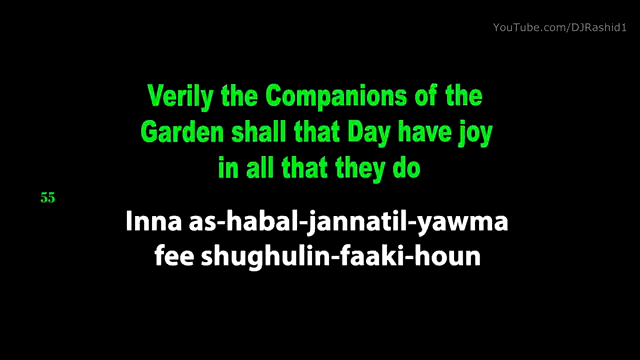 YouTube.com/DJRashid1
Verily the Companions of the
Garden shall that Day have joy
in all that they do
55
Inna as-habal-jannatil-yawma
fee shughulin-faaki-houn